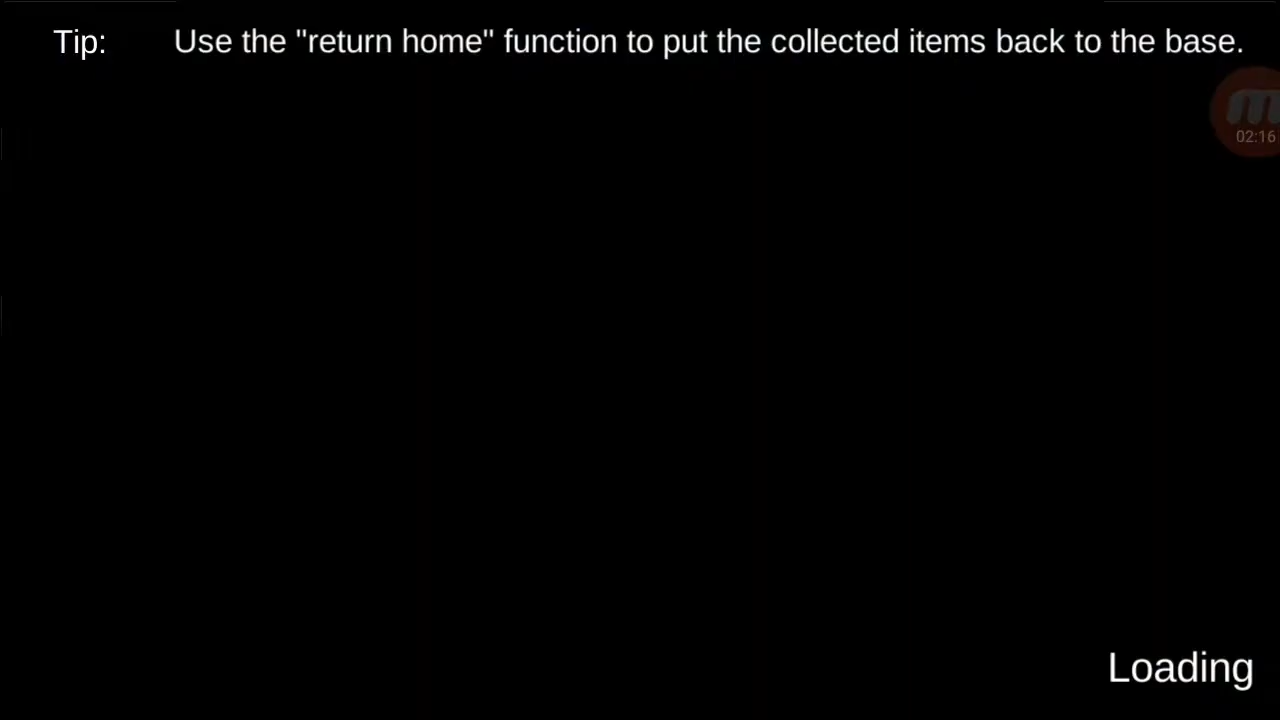 Tip: Use the "return home" function to put the collected items back to the base.
m
02:16
Loading